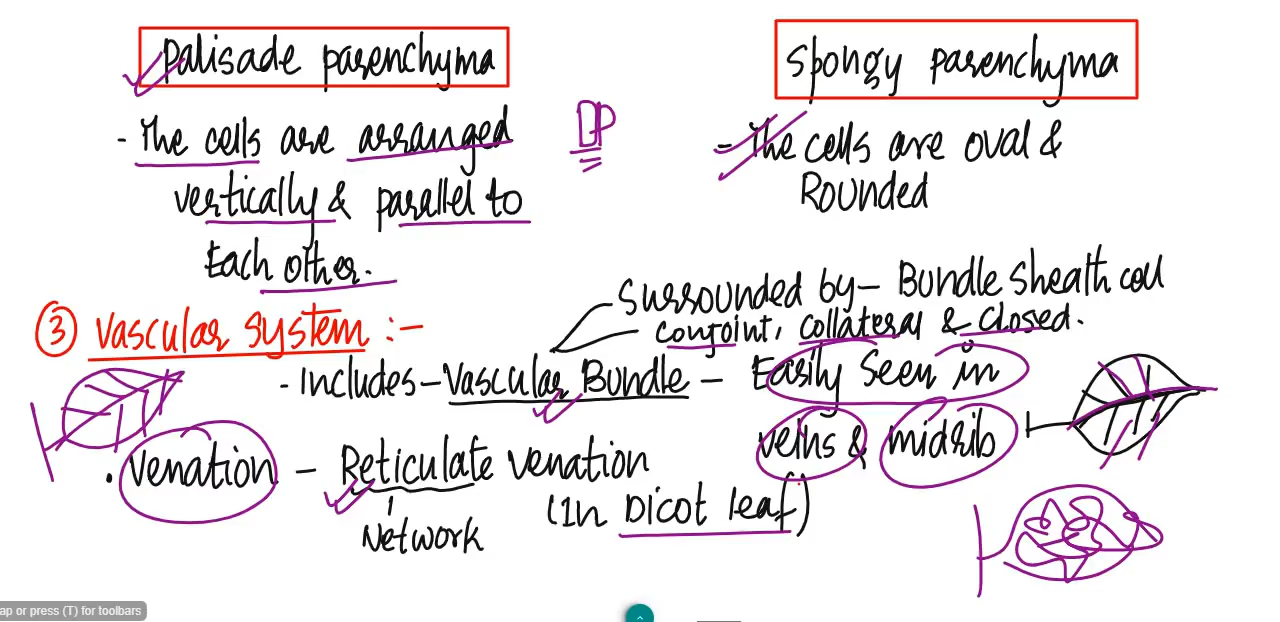 Palisade parenchyma
- The cells are arranged
vertically & parallel to
Each other.
DP
Spongy parenchyma
- The cells are oval &
Rounded
③ Vascular System :-
Surrounded by - Bundle Sheath cell
conjoint, collateral & closed.
- Includes - Vascular Bundle - Easily Seen in
veins & midrib
• Venation - Reticulate venation
(In Dicot leaf)
Network
ap or press (T) for toolbars